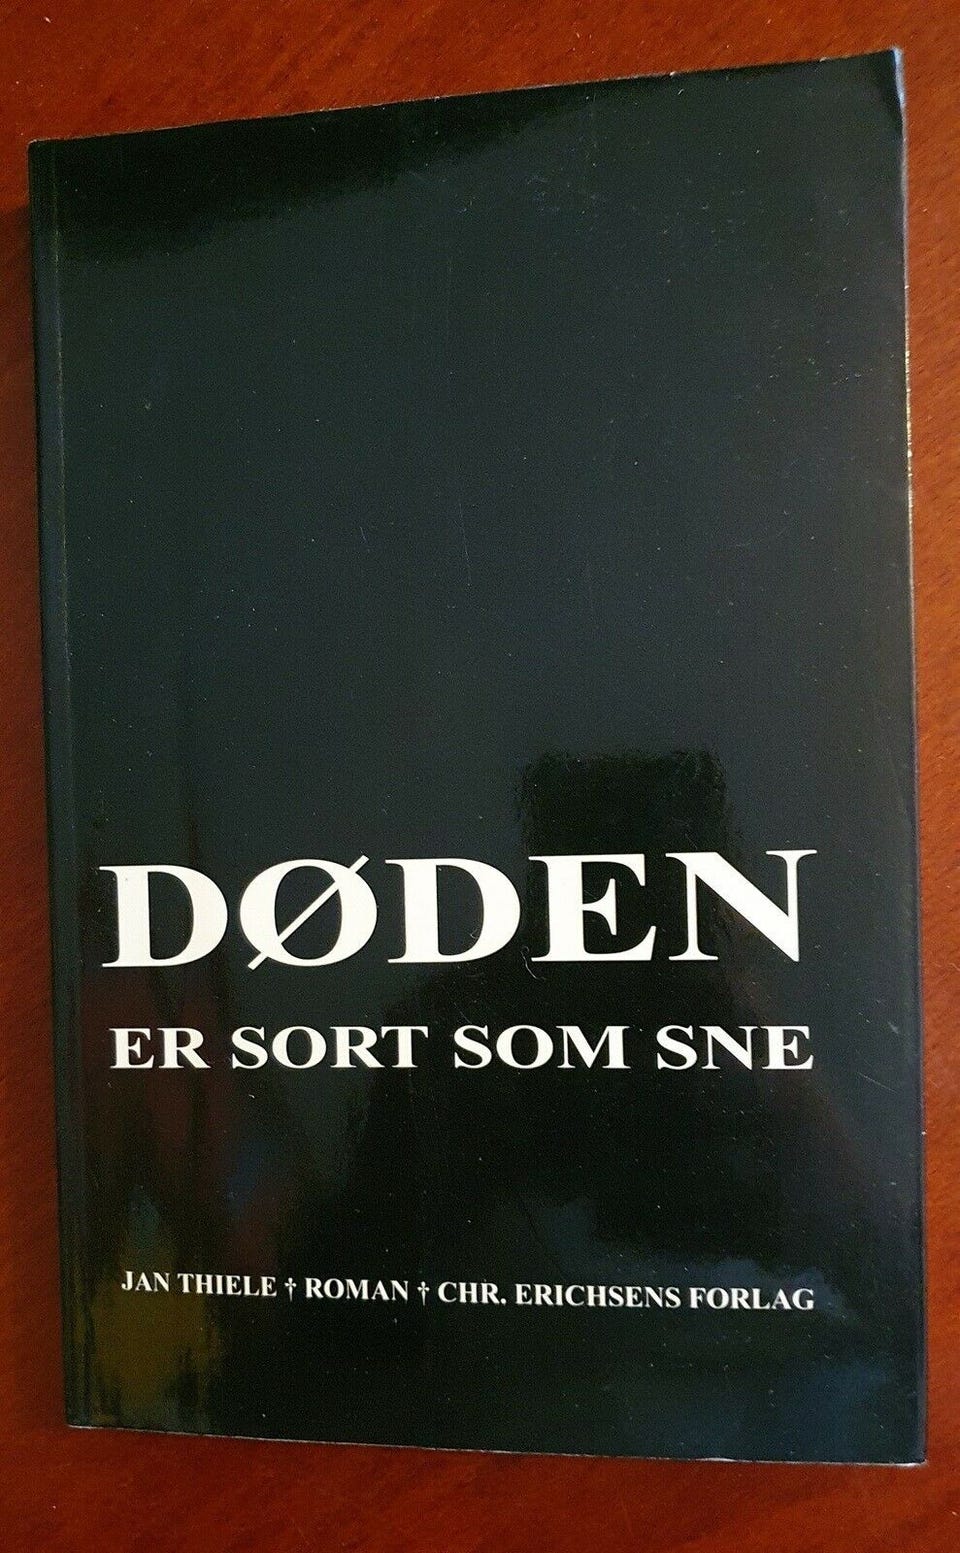 DØDEN
ER SORT SOM SNE
JAN THIELE † ROMAN † CHR. ERICHSENS FORLAG